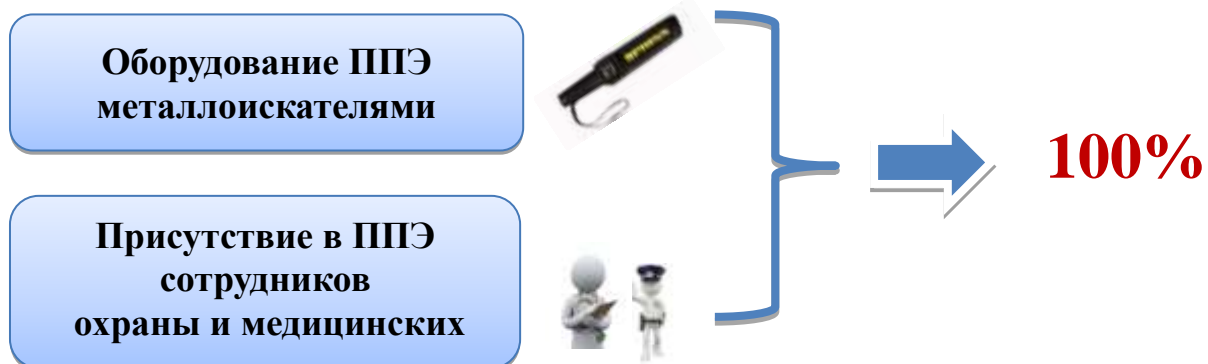 Оборудование ППЭ
металлоискателями
100%
Присутствие в ППЭ
сотрудников
охраны и медицинских